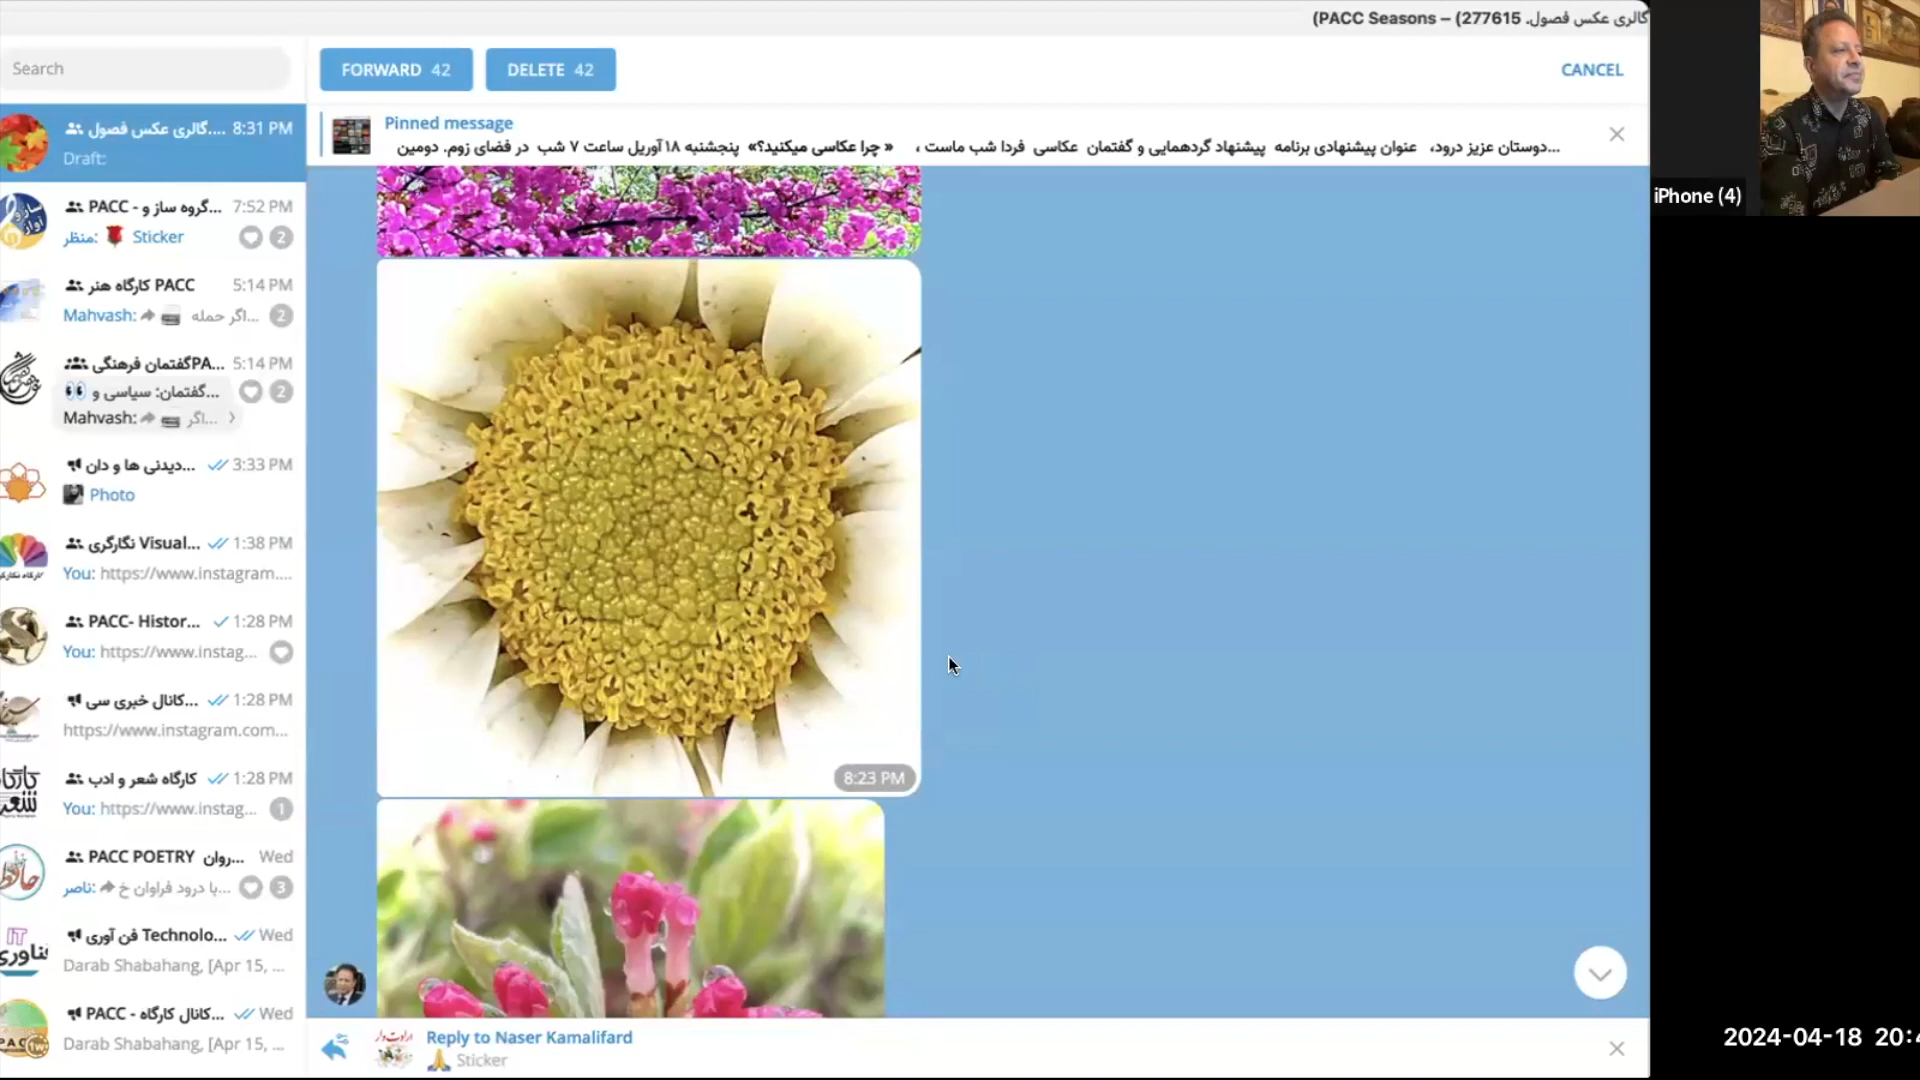 گالری عکس فصول. PACC Seasons – (277615)
Search
FORWARD 42
DELETE 42
CANCEL
Pinned message
دوستان عزیز درود، عنوان پیشنهادی برنامه پیشنهاد گردهمایی و گفتمان عکاسی فردا شب ماست ، « چرا عکاسی میکنید؟» پنجشنبه ۱۸ آوریل ساعت ۷ شب در فضای زوم. دومین...
گالری عکس فصول.... 8:31 PM
Draft:
PACC - گروه ساز و... 7:52 PM
منظر: Sticker 2
کارگاه هنر PACC 5:14 PM
Mahvash: اگر حمله... 2
گفتمان فرهنگیPA... 5:14 PM
گفتمان: سیاسی و... 2
Mahvash: اگر...
دیدنی ها و دان... 3:33 PM
Photo
نگارگری Visual... 1:38 PM
You: https://www.instagram....
PACC- Histor... 1:28 PM
You: https://www.instag...
کانال خبری سی... 1:28 PM
https://www.instagram.com...
کارگاه شعر و ادب 1:28 PM
You: https://www.instag... 1
PACC POETRY روان... Wed
ناصر: با درود فراوان خ... 3
فن آوری Technolo... Wed
Darab Shabahang, [Apr 15, ...
PACC - کانال کارگاه... Wed
Darab Shabahang, [Apr 15, ...
8:23 PM
Reply to Naser Kamalifard
Sticker
iPhone (4)
2024-04-18 20:4